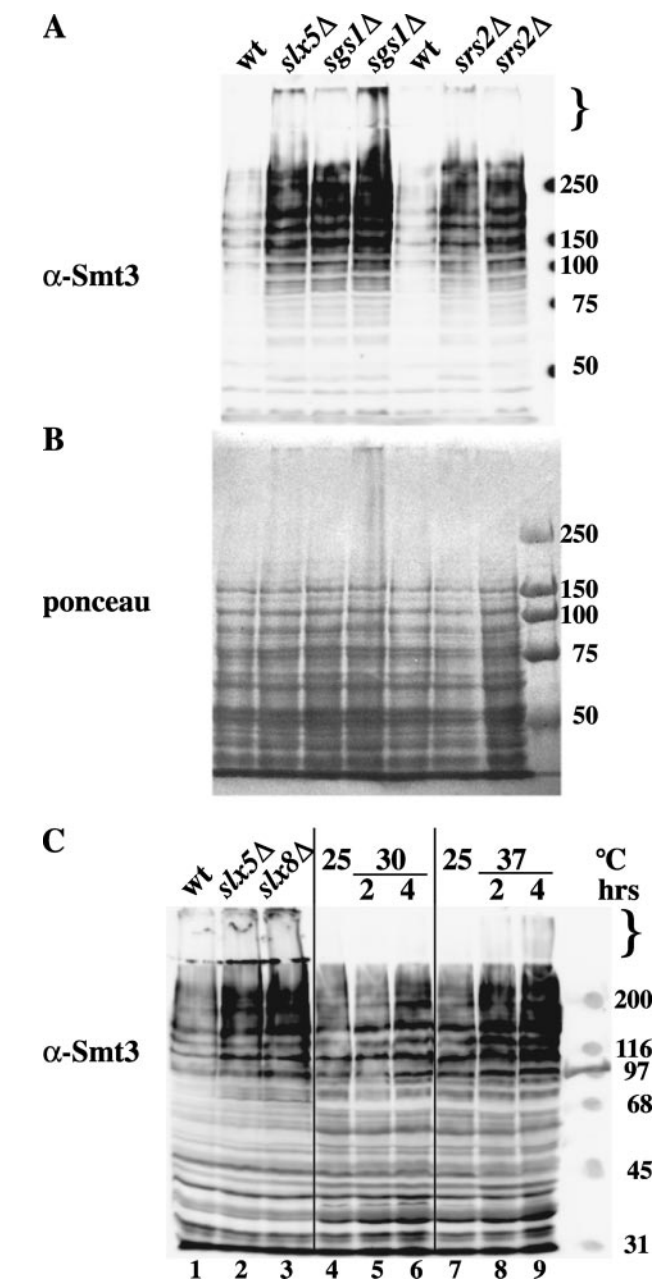 A
wt slx5Δ sgs1Δ sgs1Δ wt srs2Δ srs2Δ
}
250
150
α-Smt3
100
75
50
B
250
ponceau
150
100
75
50
C
wt slx5Δ slx8Δ 25 30 25 37 °C
2 4 2 4 hrs
}
200
α-Smt3
116
97
68
45
31
1 2 3 4 5 6 7 8 9